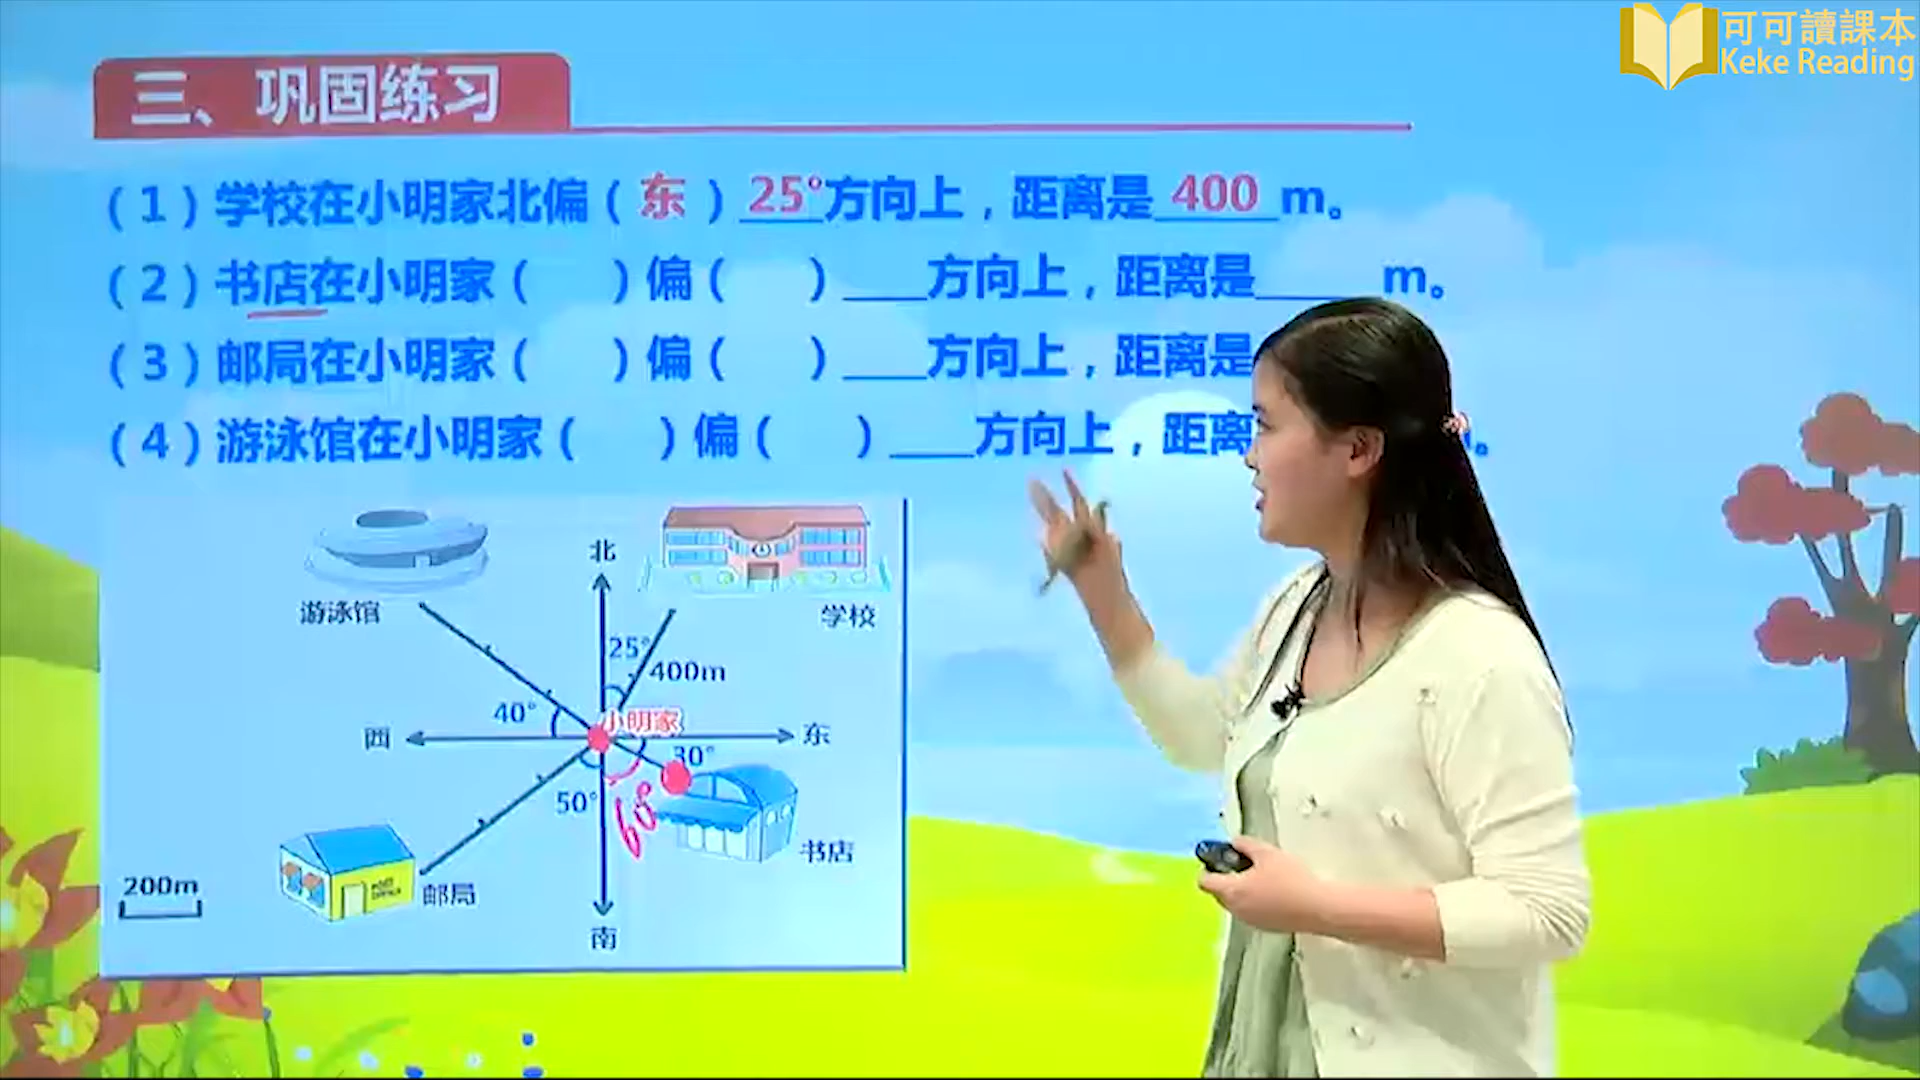 可可讀課本
Keke Reading
三、巩固练习
（1）学校在小明家北偏（东）25°方向上，距离是400m。
（2）书店在小明家（ ）偏（ ）____方向上，距离是____m。
（3）邮局在小明家（ ）偏（ ）____方向上，距离是
（4）游泳馆在小明家（ ）偏（ ）____方向上，距离 。
北
游泳馆
学校
25°
400m
40°
小明家
西
东
30°
50°
60°
书店
200m
邮局
南